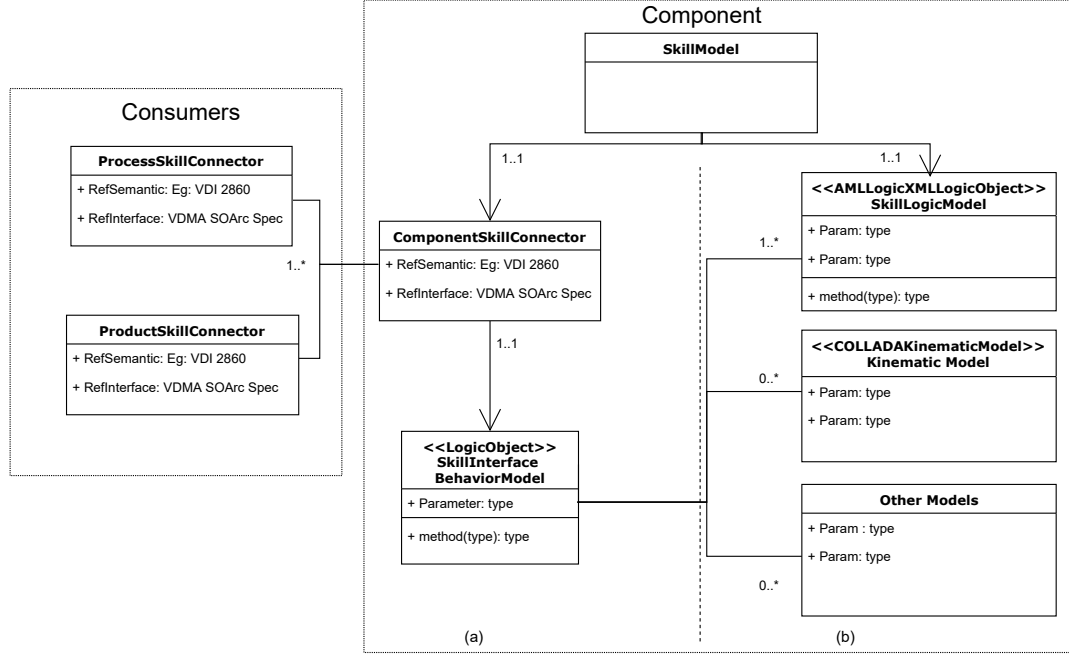 Component
SkillModel
Consumers
ProcessSkillConnector
+ RefSemantic: Eg: VDI 2860
+ RefInterface: VDMA SOArc Spec
1..*
ProductSkillConnector
+ RefSemantic: Eg: VDI 2860
+ RefInterface: VDMA SOArc Spec
1..1
1..1
ComponentSkillConnector
+ RefSemantic: Eg: VDI 2860
+ RefInterface: VDMA SOArc Spec
1..1
<<LogicObject>>
SkillInterface
BehaviorModel
+ Parameter: type
+ method(type): type
<<AMLLogicXMLLogicObject>>
SkillLogicModel
+ Param: type
+ Param: type
+ method(type): type
1..*
<<COLLADAKinematicModel>>
Kinematic Model
+ Param: type
+ Param: type
0..*
Other Models
+ Param : type
+ Param: type
0..*
(a)
(b)